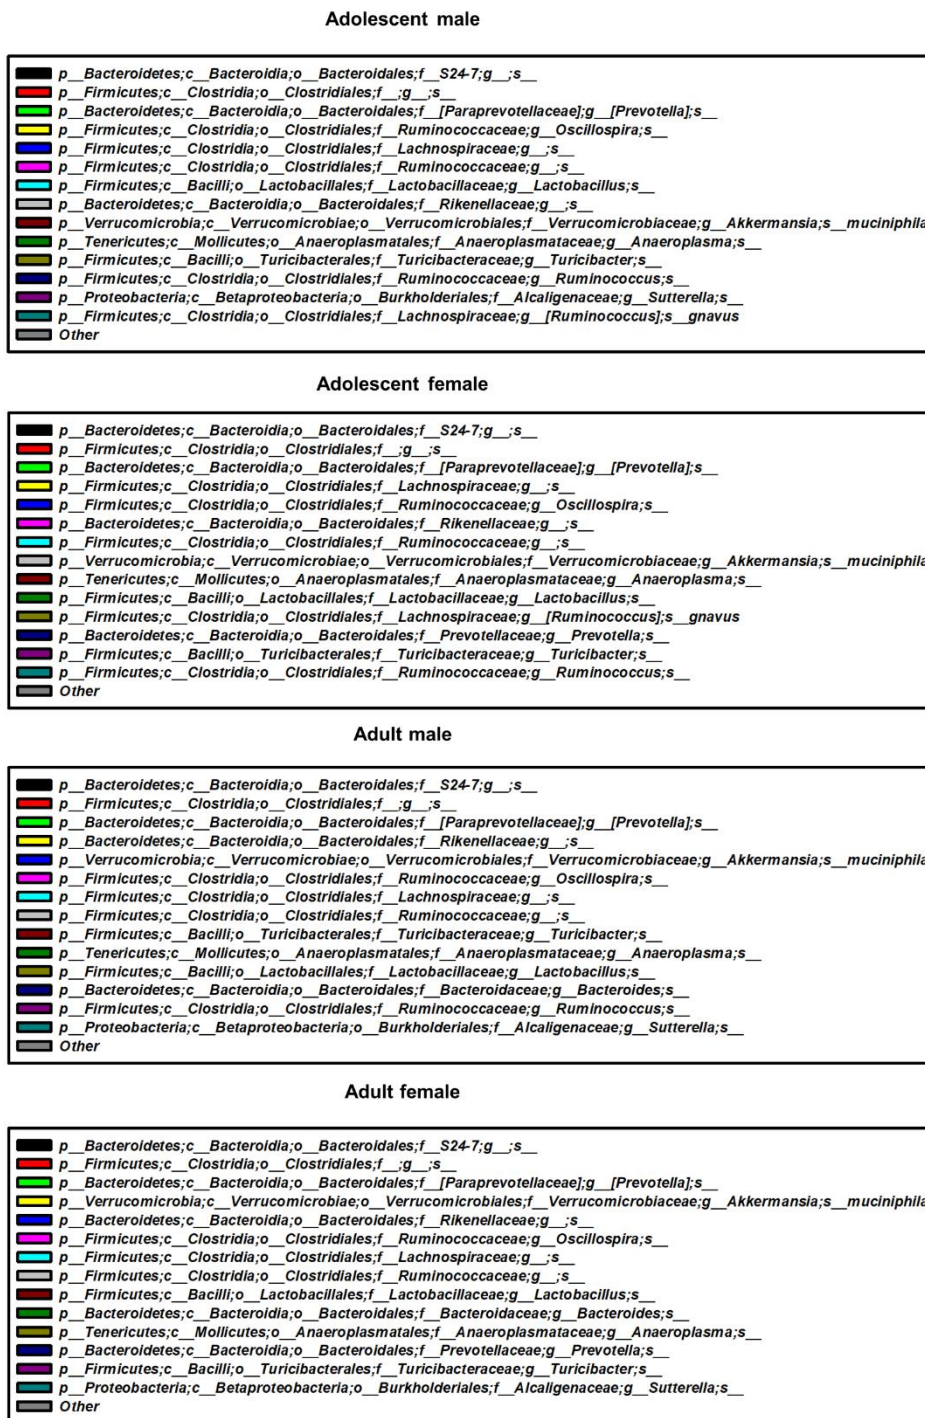 Adolescent male
p__Bacteroidetes;c__Bacteroidia;o__Bacteroidales;f__S24-7;g__;s__
p__Firmicutes;c__Clostridia;o__Clostridiales;f__;g__;s__
p__Bacteroidetes;c__Bacteroidia;o__Bacteroidales;f__[Paraprevotellaceae];g__[Prevotella];s__
p__Firmicutes;c__Clostridia;o__Clostridiales;f__Ruminococcaceae;g__Oscillospira;s__
p__Firmicutes;c__Clostridia;o__Clostridiales;f__Lachnospiraceae;g__;s__
p__Firmicutes;c__Clostridia;o__Clostridiales;f__Ruminococcaceae;g__;s__
p__Firmicutes;c__Bacilli;o__Lactobacillales;f__Lactobacillaceae;g__Lactobacillus;s__
p__Bacteroidetes;c__Bacteroidia;o__Bacteroidales;f__Rikenellaceae;g__;s__
p__Verrucomicrobia;c__Verrucomicrobiae;o__Verrucomicrobiales;f__Verrucomicrobiaceae;g__Akkermansia;s__muciniphila
p__Tenericutes;c__Mollicutes;o__Anaeroplasmatales;f__Anaeroplasmataceae;g__Anaeroplasma;s__
p__Firmicutes;c__Bacilli;o__Turicibacterales;f__Turicibacteraceae;g__Turicibacter;s__
p__Firmicutes;c__Clostridia;o__Clostridiales;f__Ruminococcaceae;g__Ruminococcus;s__
p__Proteobacteria;c__Betaproteobacteria;o__Burkholderiales;f__Alcaligenaceae;g__Sutterella;s__
p__Firmicutes;c__Clostridia;o__Clostridiales;f__Lachnospiraceae;g__[Ruminococcus];s__gnavus
Other
Adolescent female
p__Bacteroidetes;c__Bacteroidia;o__Bacteroidales;f__S24-7;g__;s__
p__Firmicutes;c__Clostridia;o__Clostridiales;f__;g__;s__
p__Bacteroidetes;c__Bacteroidia;o__Bacteroidales;f__[Paraprevotellaceae];g__[Prevotella];s__
p__Firmicutes;c__Clostridia;o__Clostridiales;f__Lachnospiraceae;g__;s__
p__Firmicutes;c__Clostridia;o__Clostridiales;f__Ruminococcaceae;g__Oscillospira;s__
p__Bacteroidetes;c__Bacteroidia;o__Bacteroidales;f__Rikenellaceae;g__;s__
p__Firmicutes;c__Clostridia;o__Clostridiales;f__Ruminococcaceae;g__;s__
p__Verrucomicrobia;c__Verrucomicrobiae;o__Verrucomicrobiales;f__Verrucomicrobiaceae;g__Akkermansia;s__muciniphila
p__Tenericutes;c__Mollicutes;o__Anaeroplasmatales;f__Anaeroplasmataceae;g__Anaeroplasma;s__
p__Firmicutes;c__Bacilli;o__Lactobacillales;f__Lactobacillaceae;g__Lactobacillus;s__
p__Firmicutes;c__Clostridia;o__Clostridiales;f__Lachnospiraceae;g__[Ruminococcus];s__gnavus
p__Bacteroidetes;c__Bacteroidia;o__Bacteroidales;f__Prevotellaceae;g__Prevotella;s__
p__Firmicutes;c__Bacilli;o__Turicibacterales;f__Turicibacteraceae;g__Turicibacter;s__
p__Firmicutes;c__Clostridia;o__Clostridiales;f__Ruminococcaceae;g__Ruminococcus;s__
Other
Adult male
p__Bacteroidetes;c__Bacteroidia;o__Bacteroidales;f__S24-7;g__;s__
p__Firmicutes;c__Clostridia;o__Clostridiales;f__;g__;s__
p__Bacteroidetes;c__Bacteroidia;o__Bacteroidales;f__[Paraprevotellaceae];g__[Prevotella];s__
p__Bacteroidetes;c__Bacteroidia;o__Bacteroidales;f__Rikenellaceae;g__;s__
p__Verrucomicrobia;c__Verrucomicrobiae;o__Verrucomicrobiales;f__Verrucomicrobiaceae;g__Akkermansia;s__muciniphila
p__Firmicutes;c__Clostridia;o__Clostridiales;f__Ruminococcaceae;g__Oscillospira;s__
p__Firmicutes;c__Clostridia;o__Clostridiales;f__Lachnospiraceae;g__;s__
p__Firmicutes;c__Clostridia;o__Clostridiales;f__Ruminococcaceae;g__;s__
p__Firmicutes;c__Bacilli;o__Turicibacterales;f__Turicibacteraceae;g__Turicibacter;s__
p__Tenericutes;c__Mollicutes;o__Anaeroplasmatales;f__Anaeroplasmataceae;g__Anaeroplasma;s__
p__Firmicutes;c__Bacilli;o__Lactobacillales;f__Lactobacillaceae;g__Lactobacillus;s__
p__Bacteroidetes;c__Bacteroidia;o__Bacteroidales;f__Bacteroidaceae;g__Bacteroides;s__
p__Firmicutes;c__Clostridia;o__Clostridiales;f__Ruminococcaceae;g__Ruminococcus;s__
p__Proteobacteria;c__Betaproteobacteria;o__Burkholderiales;f__Alcaligenaceae;g__Sutterella;s__
Other
Adult female
p__Bacteroidetes;c__Bacteroidia;o__Bacteroidales;f__S24-7;g__;s__
p__Firmicutes;c__Clostridia;o__Clostridiales;f__;g__;s__
p__Bacteroidetes;c__Bacteroidia;o__Bacteroidales;f__[Paraprevotellaceae];g__[Prevotella];s__
p__Verrucomicrobia;c__Verrucomicrobiae;o__Verrucomicrobiales;f__Verrucomicrobiaceae;g__Akkermansia;s__muciniphila
p__Bacteroidetes;c__Bacteroidia;o__Bacteroidales;f__Rikenellaceae;g__;s__
p__Firmicutes;c__Clostridia;o__Clostridiales;f__Ruminococcaceae;g__Oscillospira;s__
p__Firmicutes;c__Clostridia;o__Clostridiales;f__Lachnospiraceae;g__;s__
p__Firmicutes;c__Clostridia;o__Clostridiales;f__Ruminococcaceae;g__;s__
p__Firmicutes;c__Bacilli;o__Lactobacillales;f__Lactobacillaceae;g__Lactobacillus;s__
p__Bacteroidetes;c__Bacteroidia;o__Bacteroidales;f__Bacteroidaceae;g__Bacteroides;s__
p__Tenericutes;c__Mollicutes;o__Anaeroplasmatales;f__Anaeroplasmataceae;g__Anaeroplasma;s__
p__Bacteroidetes;c__Bacteroidia;o__Bacteroidales;f__Prevotellaceae;g__Prevotella;s__
p__Firmicutes;c__Bacilli;o__Turicibacterales;f__Turicibacteraceae;g__Turicibacter;s__
p__Proteobacteria;c__Betaproteobacteria;o__Burkholderiales;f__Alcaligenaceae;g__Sutterella;s__
Other